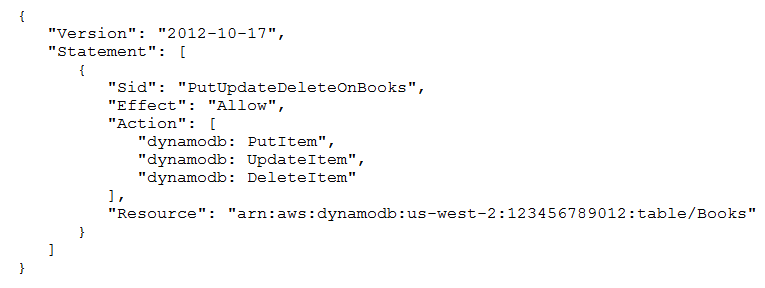 {
"Version": "2012-10-17",
"Statement": [
{
"Sid": "PutUpdateDeleteOnBooks",
"Effect": "Allow",
"Action": [
"dynamodb: PutItem",
"dynamodb: UpdateItem",
"dynamodb: DeleteItem"
],
"Resource": "arn:aws:dynamodb:us-west-2:123456789012:table/Books"
}
]
}